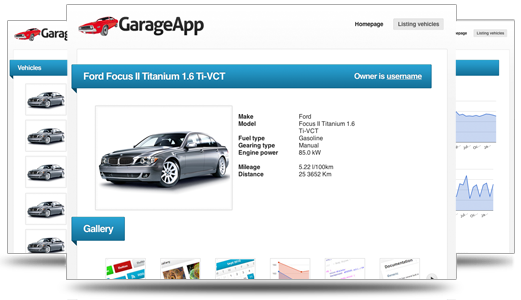 GarageApp
Homepage
Listing vehicles
Ford Focus II Titanium 1.6 Ti-VCT
Owner is username
Make Ford
Model Focus II Titanium 1.6
Ti-VCT
Fuel type Gasoline
Gearing type Manual
Engine power 85.0 kW
Mileage 5.22 l/100km
Distance 25 3652 Km
Gallery
Documentation
Garag
Vehicles
Listing vehicles